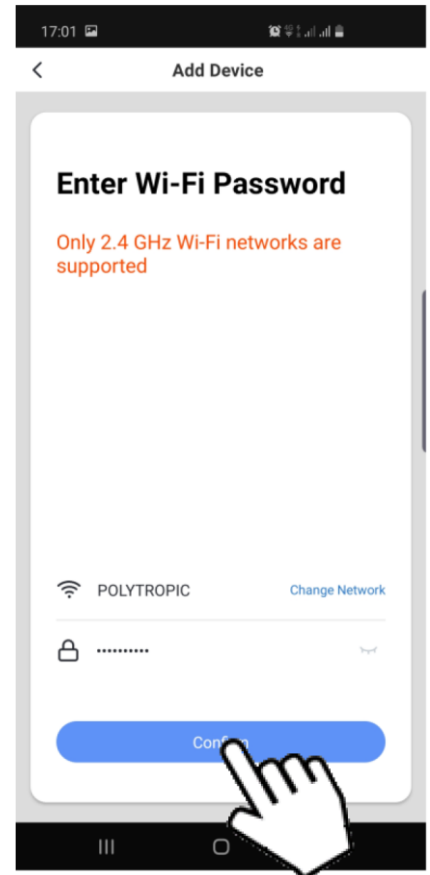 17:01
Add Device
Enter Wi-Fi Password
Only 2.4 GHz Wi-Fi networks are
supported
POLYTROPIC Change Network
••••••••••